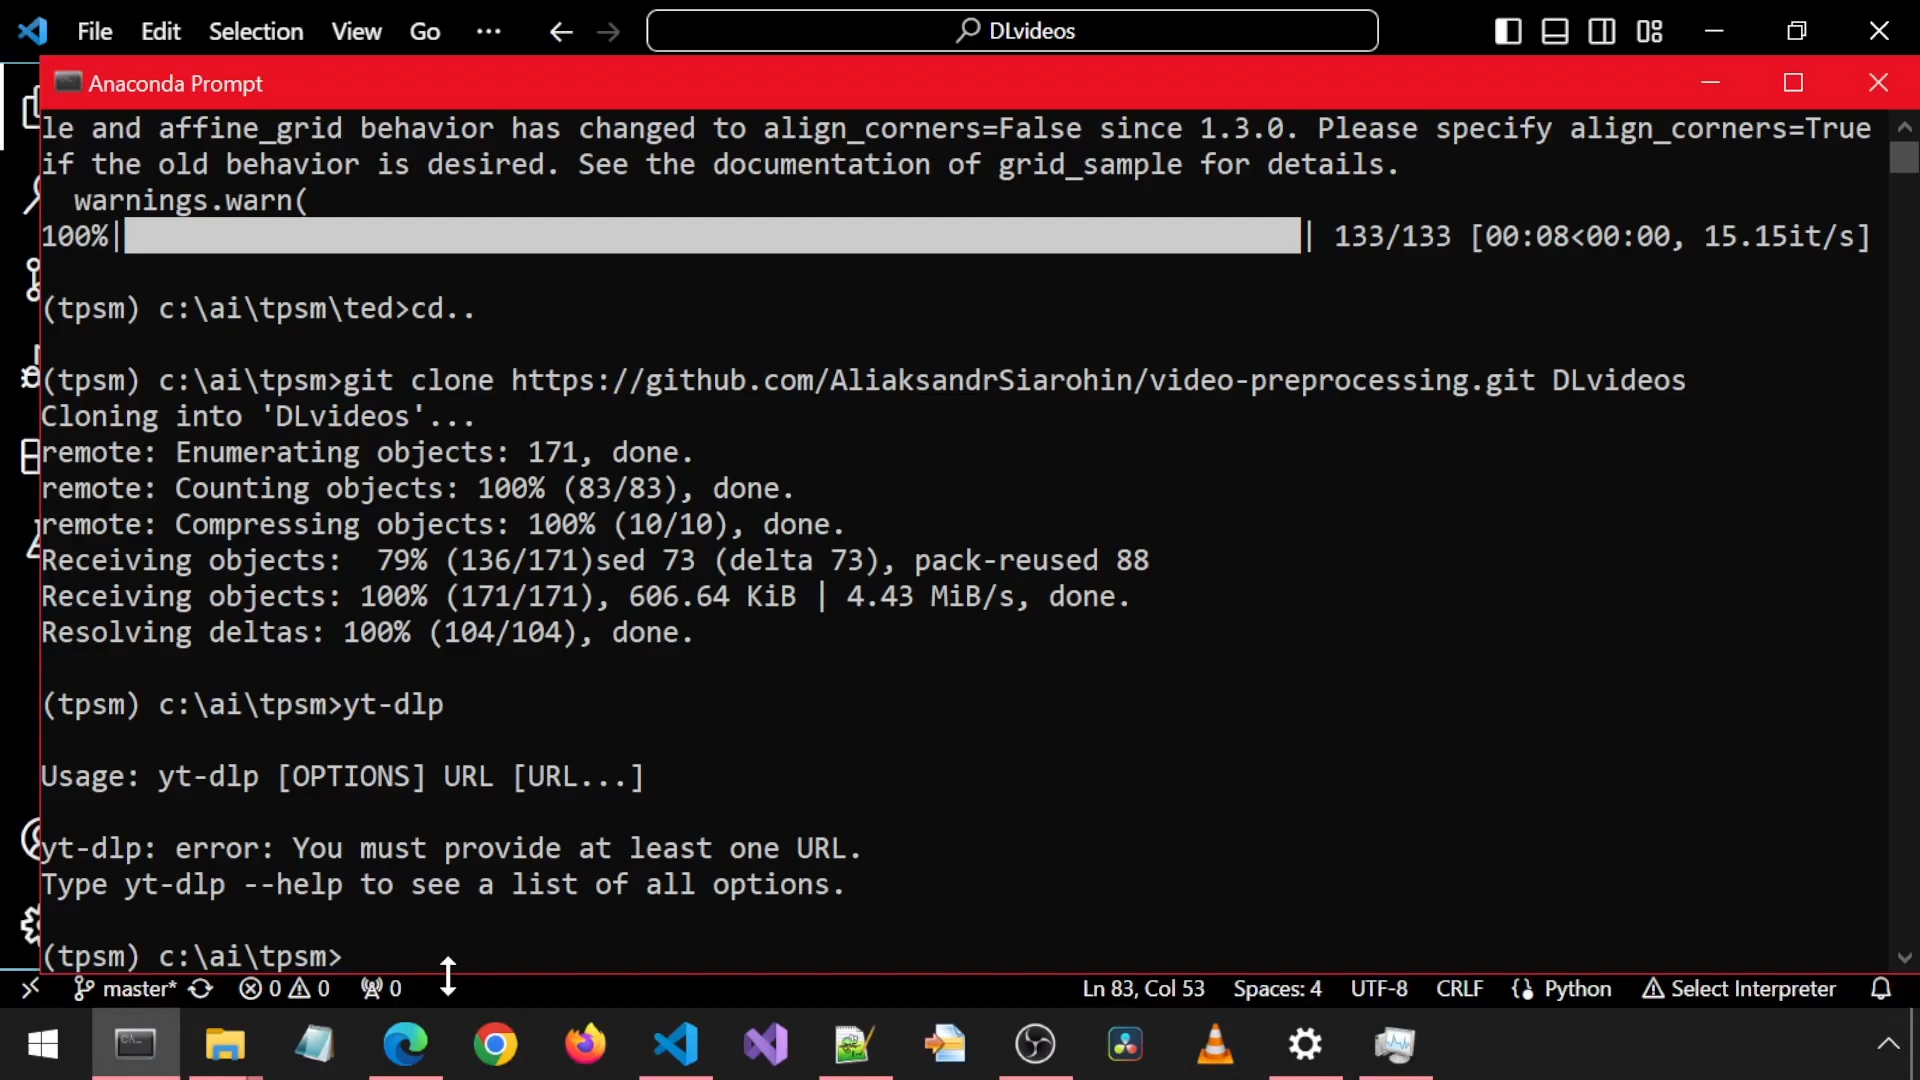 File Edit Selection View Go ... DLvideos
Anaconda Prompt
le and affine_grid behavior has changed to align_corners=False since 1.3.0. Please specify align_corners=True
if the old behavior is desired. See the documentation of grid_sample for details.
warnings.warn(
100%| | 133/133 [00:08<00:00, 15.15it/s]
(tpsm) c:\ai\tpsm\ted>cd..
(tpsm) c:\ai\tpsm>git clone https://github.com/AliaksandrSiarohin/video-preprocessing.git DLvideos
Cloning into 'DLvideos'...
remote: Enumerating objects: 171, done.
remote: Counting objects: 100% (83/83), done.
remote: Compressing objects: 100% (10/10), done.
Receiving objects:  79% (136/171)sed 73 (delta 73), pack-reused 88
Receiving objects: 100% (171/171), 606.64 KiB | 4.43 MiB/s, done.
Resolving deltas: 100% (104/104), done.
(tpsm) c:\ai\tpsm>yt-dlp
Usage: yt-dlp [OPTIONS] URL [URL...]
yt-dlp: error: You must provide at least one URL.
Type yt-dlp --help to see a list of all options.
(tpsm) c:\ai\tpsm>
master* 0 0 0 Ln 83, Col 53 Spaces: 4 UTF-8 CRLF Python Select Interpreter